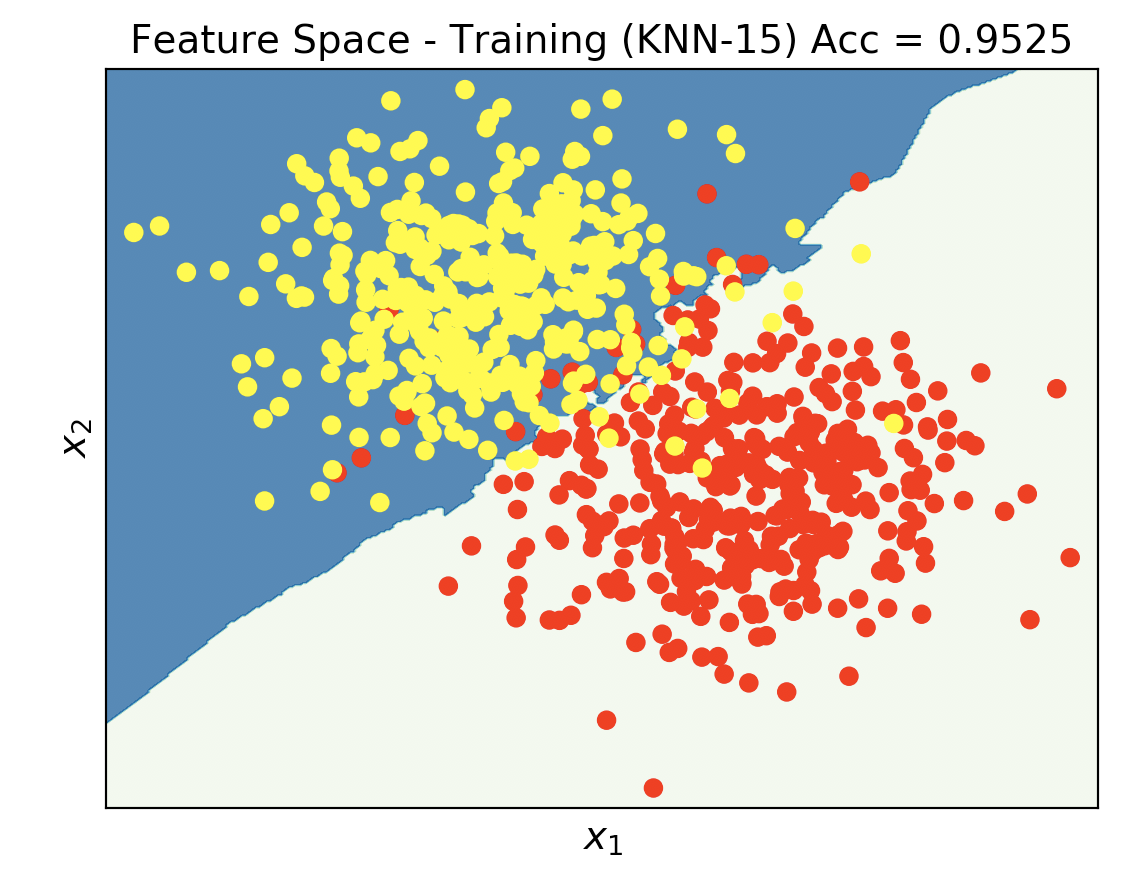 Feature Space - Training (KNN-15) Acc = 0.9525
x₂
x₁